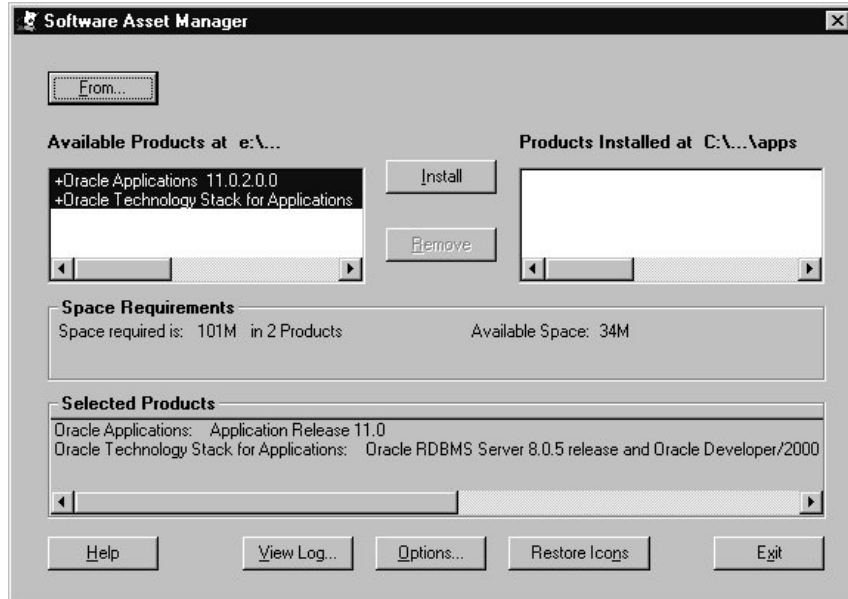 Software Asset Manager
From...
Available Products at e:\...
Products Installed at C:\...\apps
+Oracle Applications 11.0.2.0.0
+Oracle Technology Stack for Applications
Install
Remove
Space Requirements
Space required is: 101M in 2 Products
Available Space: 34M
Selected Products
Oracle Applications: Application Release 11.0
Oracle Technology Stack for Applications: Oracle RDBMS Server 8.0.5 release and Oracle Developer/2000
Help
View Log...
Options...
Restore Icons
Exit